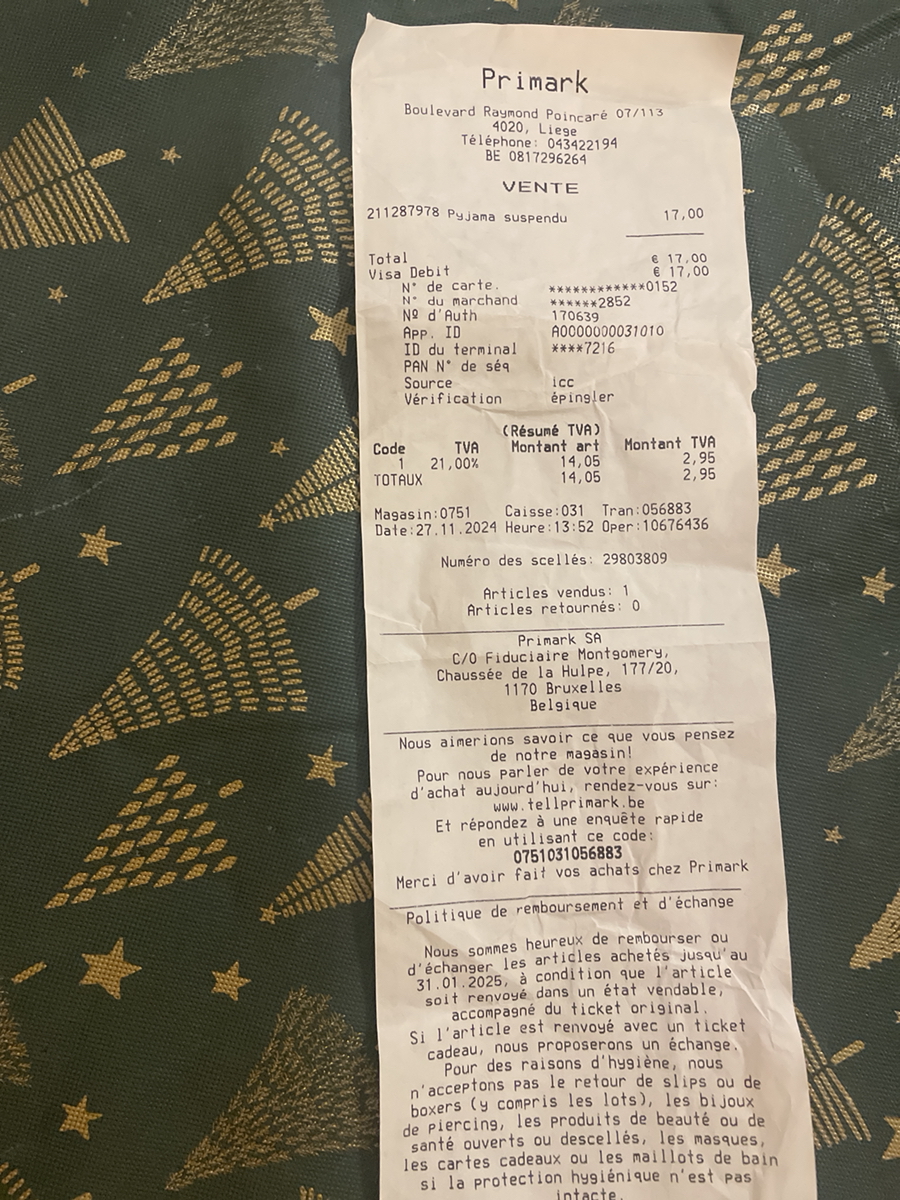 Primark
Boulevard Raymond Poincaré 07/113
4020, Liege
Téléphone: 043422194
BE 0817296264
VENTE
211287978 Pyjama suspendu 17,00
Total € 17,00
Visa Debit € 17,00
N° de carte. ************0152
N° du marchand ******2852
Nº d'Auth 170639
App. ID A0000000031010
ID du terminal ****7216
PAN N° de séq
Source icc
Vérification épingler
(Résumé TVA)
Code TVA Montant art Montant TVA
1 21,00% 14,05 2,95
TOTAUX 14,05 2,95
Magasin:0751 Caisse:031 Tran:056883
Date:27.11.2024 Heure:13:52 Oper:10676436
Numéro des scellés: 29803809
Articles vendus: 1
Articles retournés: 0
Primark SA
C/O Fiduciaire Montgomery,
Chaussée de la Hulpe, 177/20,
1170 Bruxelles
Belgique
Nous aimerions savoir ce que vous pensez
de notre magasin!
Pour nous parler de votre expérience
d'achat aujourd'hui, rendez-vous sur:
www.tellprimark.be
Et répondez à une enquête rapide
en utilisant ce code:
0751031056883
Merci d'avoir fait vos achats chez Primark
Politique de remboursement et d'échange
Nous sommes heureux de rembourser ou
d'échanger les articles achetés jusqu'au
31.01.2025, à condition que l'article
soit renvoyé dans un état vendable,
accompagné du ticket original.
Si l'article est renvoyé avec un ticket
cadeau, nous proposerons un échange.
Pour des raisons d'hygiène, nous
n'acceptons pas le retour de slips ou de
boxers (y compris les lots), les bijoux
de piercing, les produits de beauté ou de
santé ouverts ou descellés, les masques,
les cartes cadeaux ou les maillots de bain
si la protection hygiénique n'est pas
intacte.